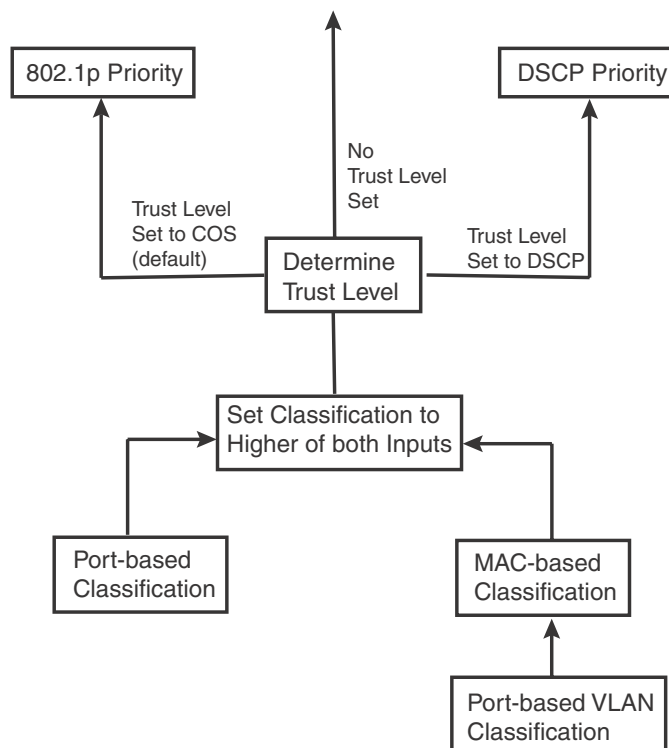 802.1p Priority
DSCP Priority
No
Trust Level
Set
Trust Level
Set to COS
(default)
Trust Level
Set to DSCP
Determine
Trust Level
Set Classification to
Higher of both Inputs
Port-based
Classification
MAC-based
Classification
Port-based VLAN
Classification